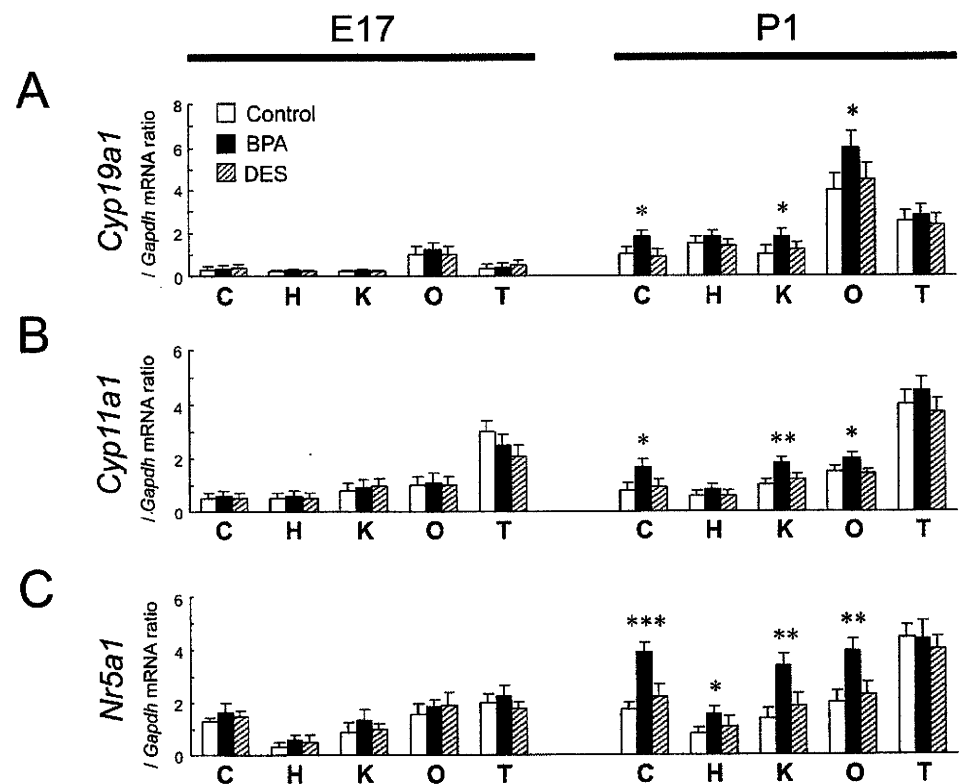 E17 P1
A
Cyp19a1
/ Gapdh mRNA ratio
8
6
4
2
0
Control
BPA
DES
* * *
C H K O T C H K O T
B
Cyp11a1
/ Gapdh mRNA ratio
6
4
2
0
* ** *
C H K O T C H K O T
C
Nr5a1
/ Gapdh mRNA ratio
6
4
2
0
*** * ** **
C H K O T C H K O T